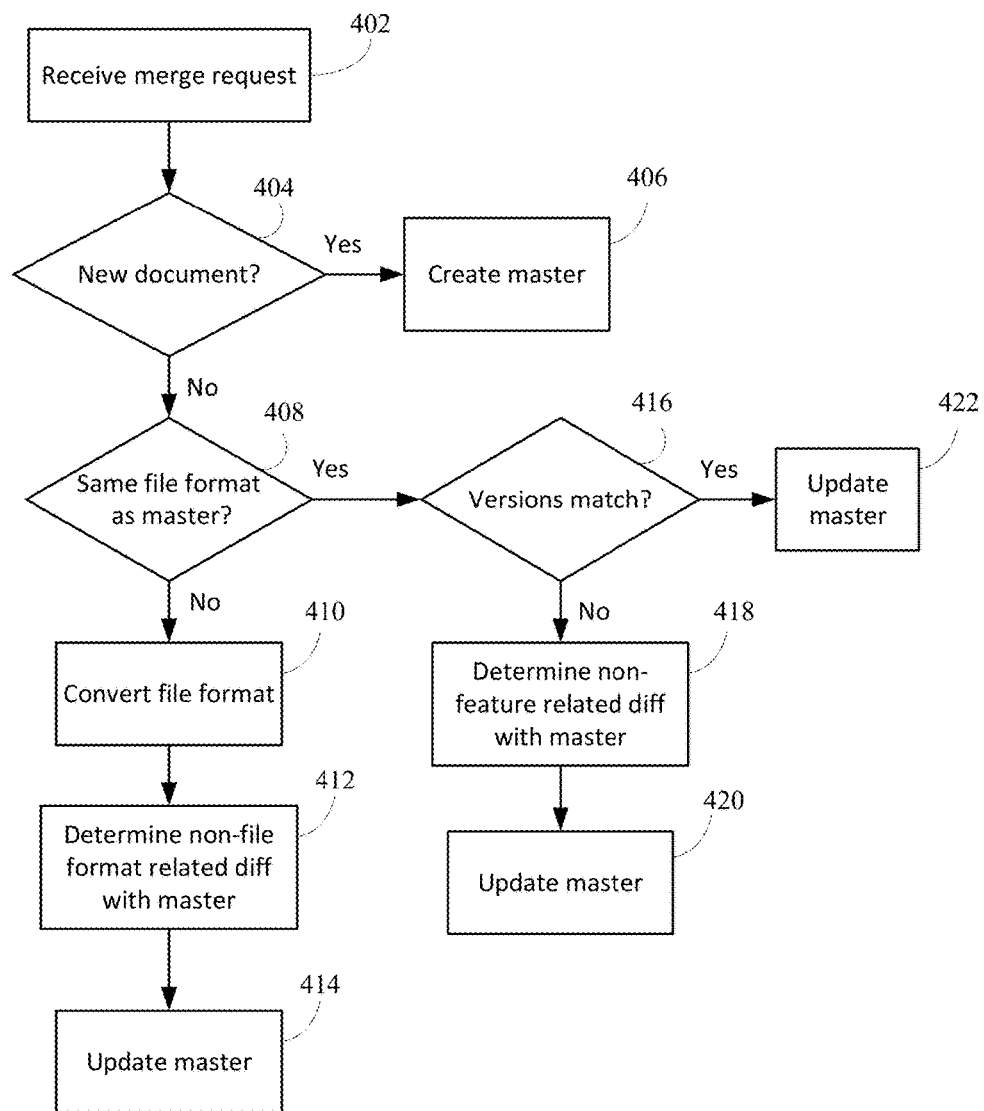 402
Receive merge request
404
New document?
Yes
406
Create master
No
408
Same file format
as master?
Yes
416
Versions match?
Yes
422
Update
master
No
410
Convert file format
No
418
Determine non-
feature related diff
with master
412
Determine non-file
format related diff
with master
420
Update master
414
Update master